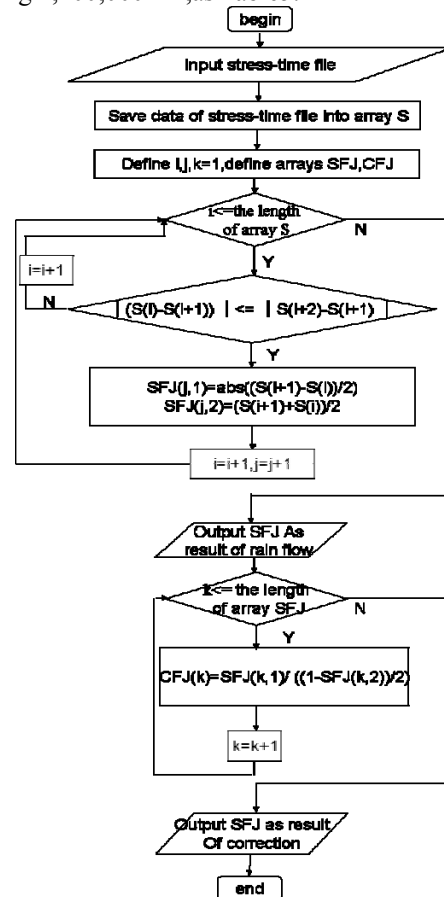 begin
Input stress-time file
Save data of stress-time file into array S
Define i,j,k=1,define arrays SFJ,CFJ
i<=the length
of array S
N
Y
i=i+1
N
| (S(i)-S(i+1)) | <= | S(i+2)-S(i+1) |
Y
SFJ(j,1)=abs((S(i+1)-S(i))/2)
SFJ(j,2)=(S(i+1)+S(i))/2
i=i+1,j=j+1
Output SFJ As
result of rain flow
k<= the length
of array SFJ
N
Y
CFJ(k)=SFJ(k,1)/ ((1-SFJ(k,2))/2)
k=k+1
Output SFJ as result
Of correction
end